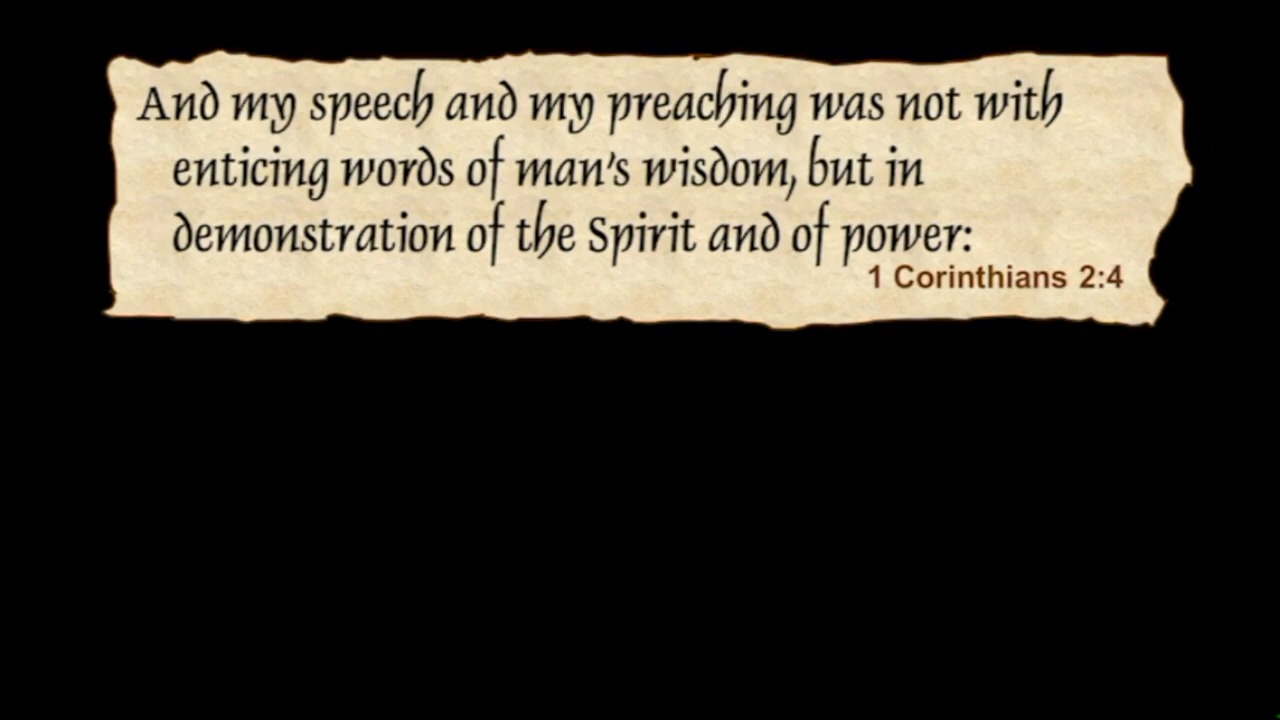 And my speech and my preaching was not with
enticing words of man's wisdom, but in
demonstration of the Spirit and of power:
1 Corinthians 2:4